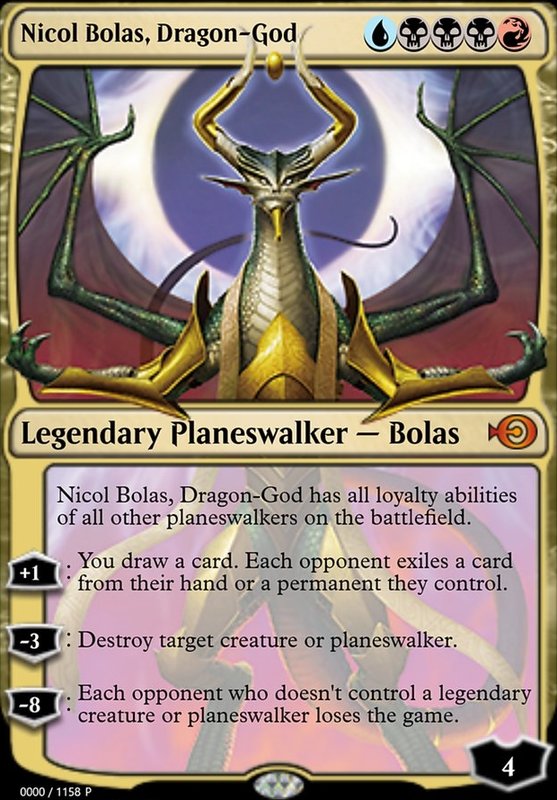 Nicol Bolas, Dragon-God
Legendary Planeswalker — Bolas
Nicol Bolas, Dragon-God has all loyalty abilities
of all other planeswalkers on the battlefield.
+1 : You draw a card. Each opponent exiles a card
from their hand or a permanent they control.
-3 : Destroy target creature or planeswalker.
-8 : Each opponent who doesn't control a legendary
creature or planeswalker loses the game.
4
0000 / 1158 P